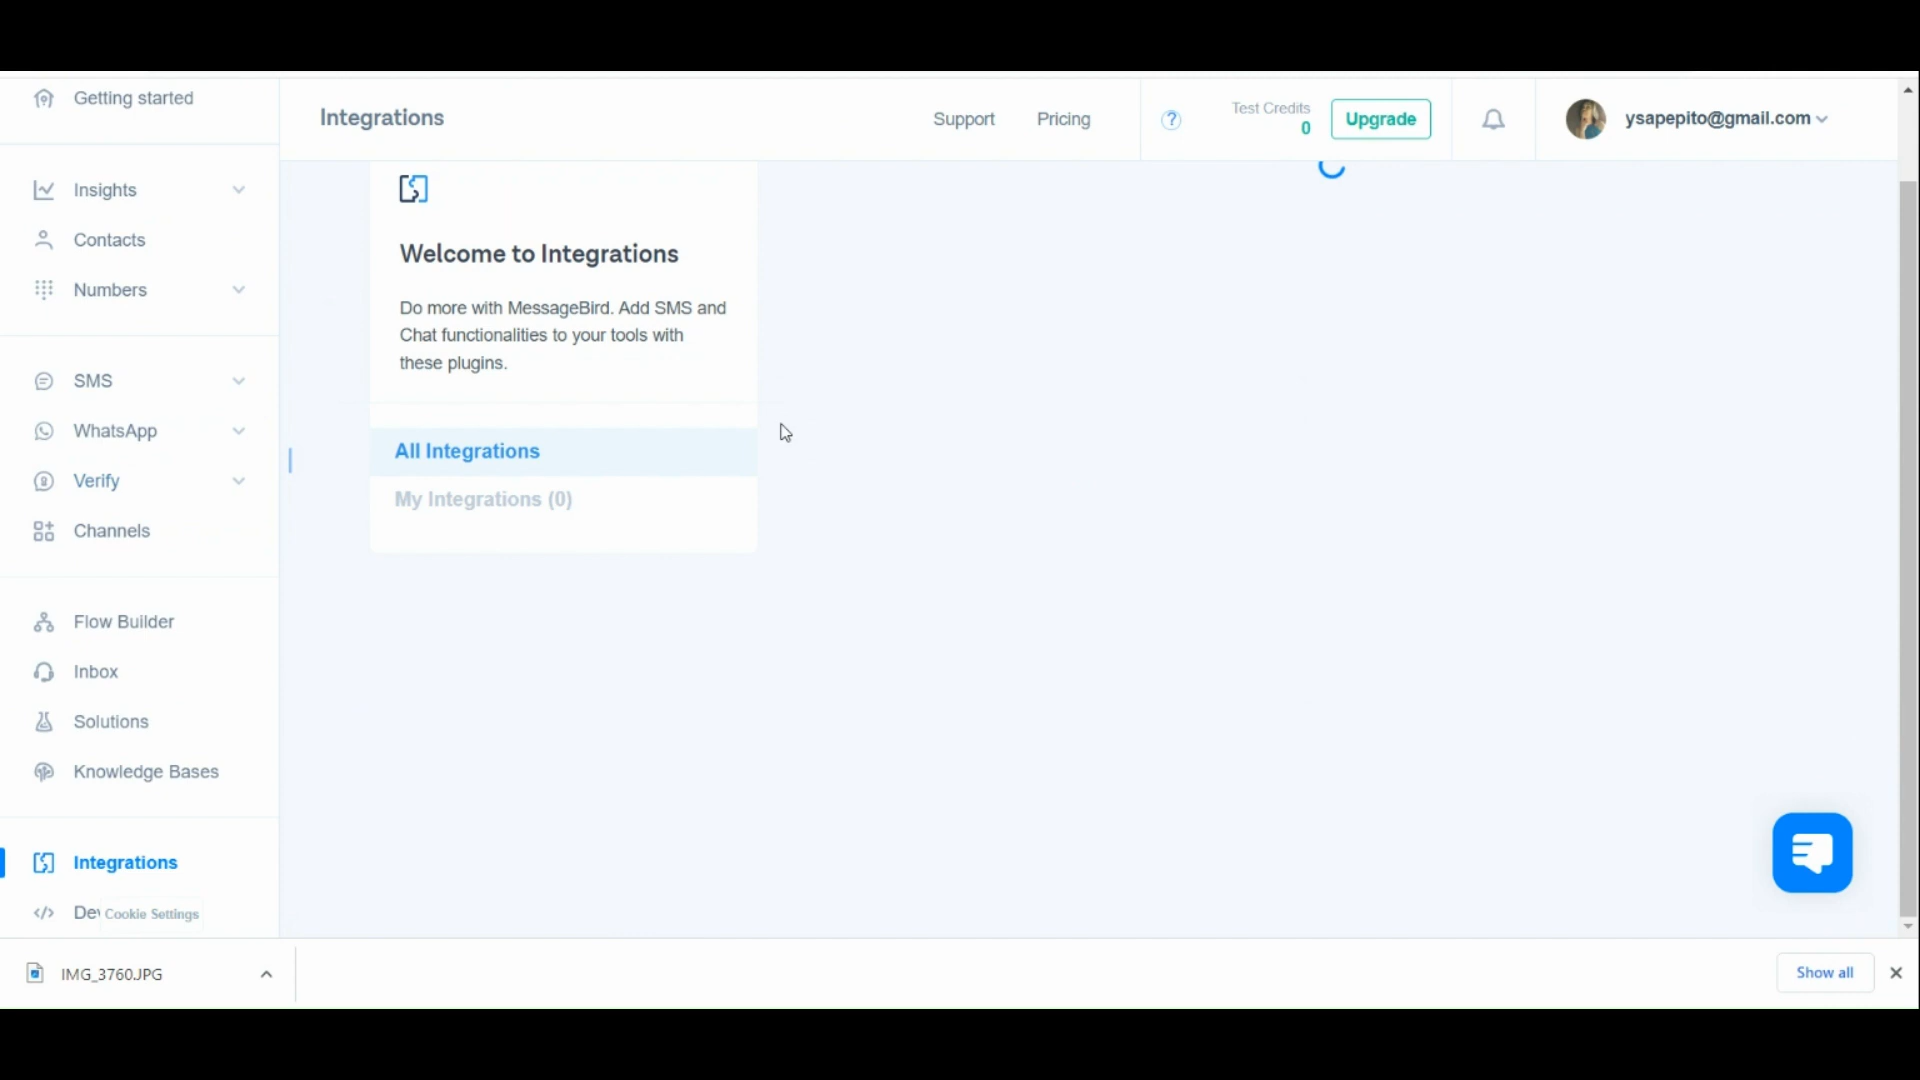 Getting started
Integrations
Support
Pricing
?
Test Credits
0
Upgrade
ysapepito@gmail.com
Insights
Contacts
Numbers
SMS
WhatsApp
Verify
Channels
Flow Builder
Inbox
Solutions
Knowledge Bases
Integrations
Dev
Cookie Settings
Welcome to Integrations
Do more with MessageBird. Add SMS and
Chat functionalities to your tools with
these plugins.
All Integrations
My Integrations (0)
IMG_3760.JPG
Show all